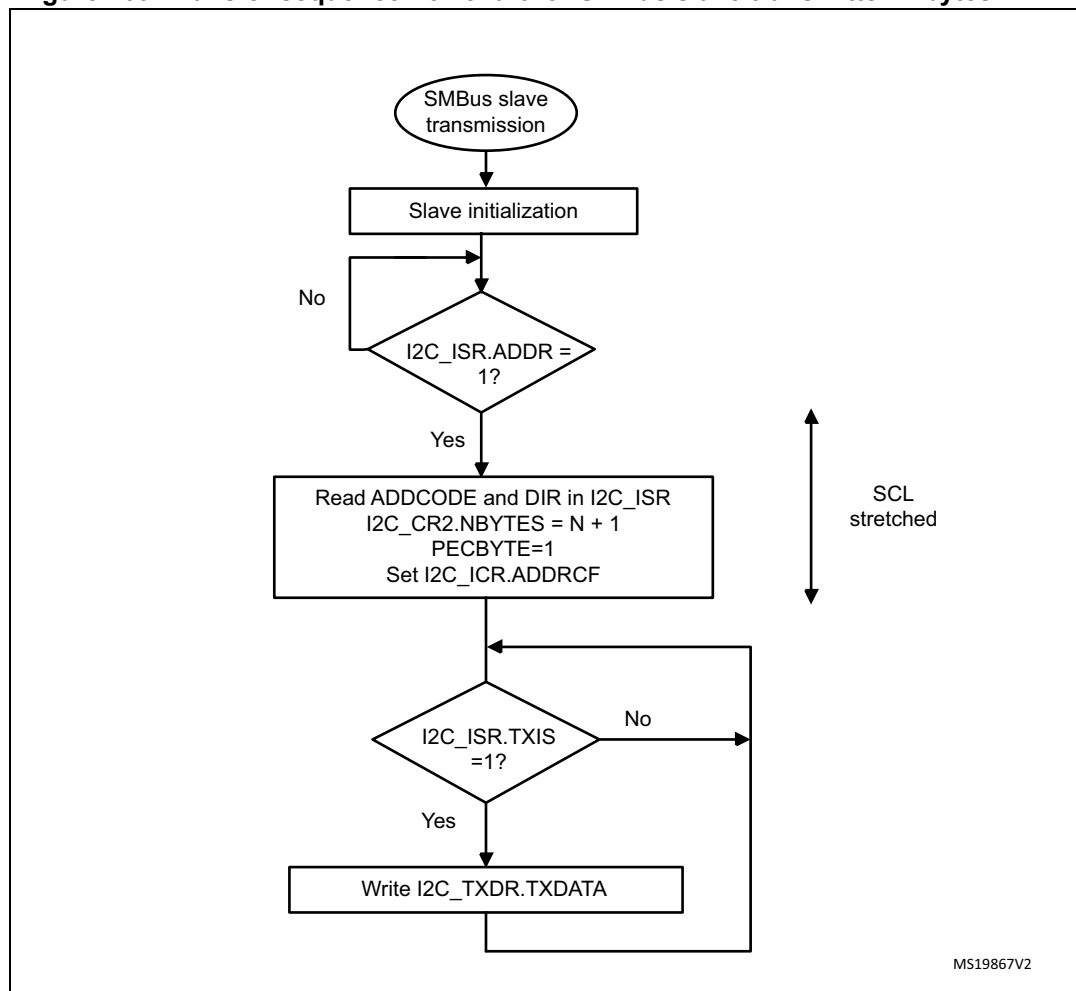 SMBus slave
transmission
Slave initialization
No
I2C_ISR.ADDR =
1?
Yes
Read ADDCODE and DIR in I2C_ISR
I2C_CR2.NBYTES = N + 1
PECBYTE=1
Set I2C_ICR.ADDRCF
SCL
stretched
I2C_ISR.TXIS
=1?
No
Yes
Write I2C_TXDR.TXDATA
MS19867V2